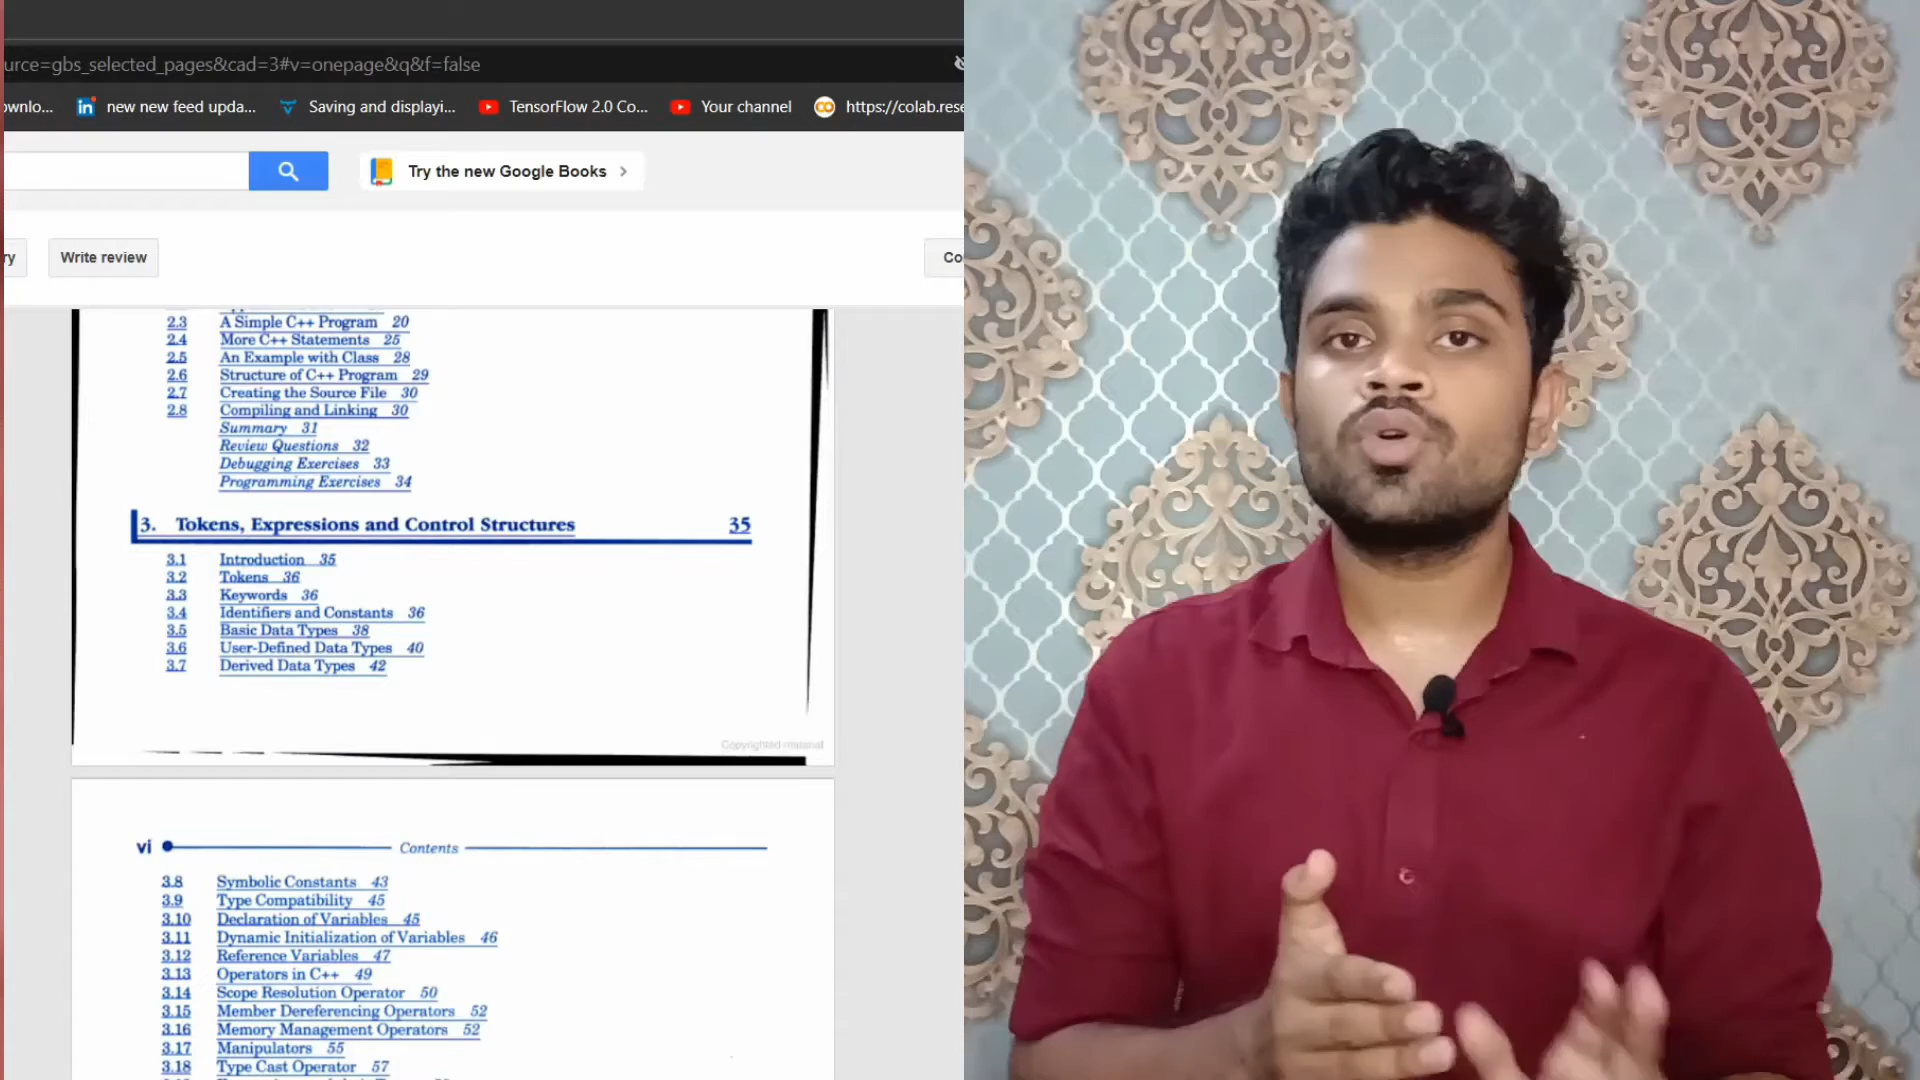 urce=gbs_selected_pages&cad=3#v=onepage&q&f=false
ownlo... new new feed upda... Saving and displayi... TensorFlow 2.0 Co... Your channel https://colab.rese
Try the new Google Books
ry Write review Co
2.3 A Simple C++ Program 20
2.4 More C++ Statements 25
2.5 An Example with Class 28
2.6 Structure of C++ Program 29
2.7 Creating the Source File 30
2.8 Compiling and Linking 30
Summary 31
Review Questions 32
Debugging Exercises 33
Programming Exercises 34
3. Tokens, Expressions and Control Structures 35
3.1 Introduction 35
3.2 Tokens 36
3.3 Keywords 36
3.4 Identifiers and Constants 36
3.5 Basic Data Types 38
3.6 User-Defined Data Types 40
3.7 Derived Data Types 42
Copyrighted material
vi Contents
3.8 Symbolic Constants 43
3.9 Type Compatibility 45
3.10 Declaration of Variables 45
3.11 Dynamic Initialization of Variables 46
3.12 Reference Variables 47
3.13 Operators in C++ 49
3.14 Scope Resolution Operator 50
3.15 Member Dereferencing Operators 52
3.16 Memory Management Operators 52
3.17 Manipulators 55
3.18 Type Cast Operator 57